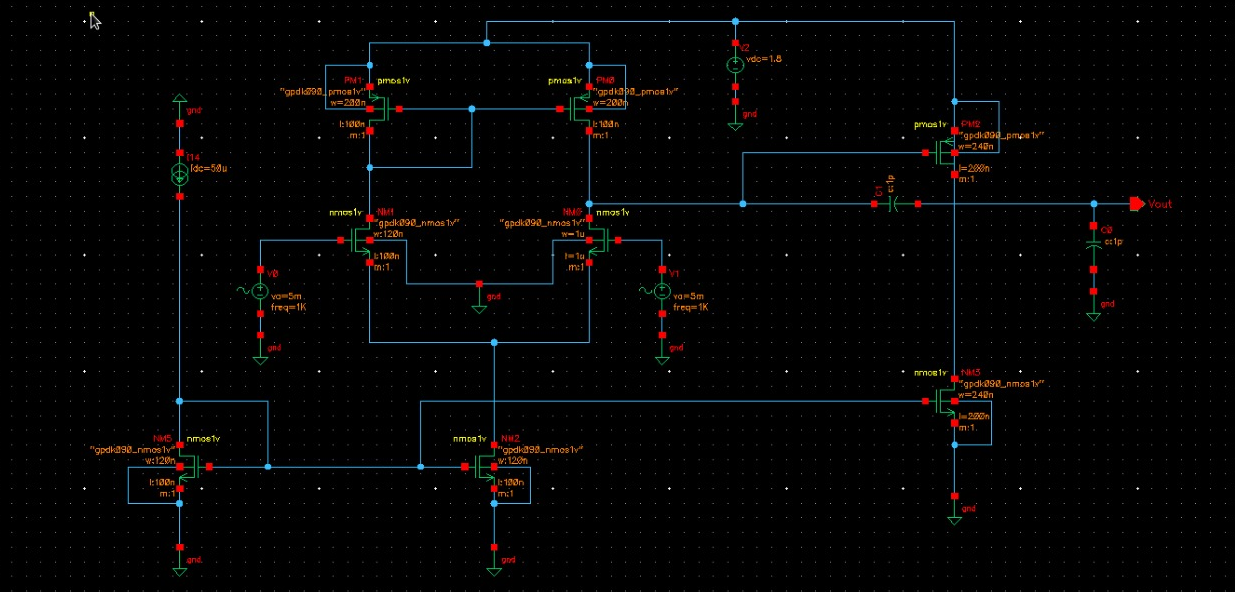 V2
vdc=1.8
gnd
PM1
pmos1v
"gpdk090_pmos1v"
w=200n
l:100n
m:1
pmos1v
PM0
"gpdk090_pmos1v"
w=200n
l:100n
m:1
gnd
I14
idc=50u
pmos1v
PM2
"gpdk090_pmos1v"
w=240n
l=200n
m:1
C1
c:1p
Vout
C0
c:1p
gnd
nmos1v
NM1
"gpdk090_nmos1v"
w:120n
l:100n
m:1
NM0
nmos1v
"gpdk090_nmos1v"
w=1u
l=1u
m:1
gnd
V0
va=5m
freq=1K
gnd
V1
va=5m
freq=1K
gnd
nmos1v
NM3
"gpdk090_nmos1v"
w=240n
l=200n
m:1
gnd
NM5
nmos1v
"gpdk090_nmos1v"
w:120n
l:100n
m:1
gnd
nmos1v
NM2
"gpdk090_nmos1v"
w:120n
l:100n
m:1
gnd